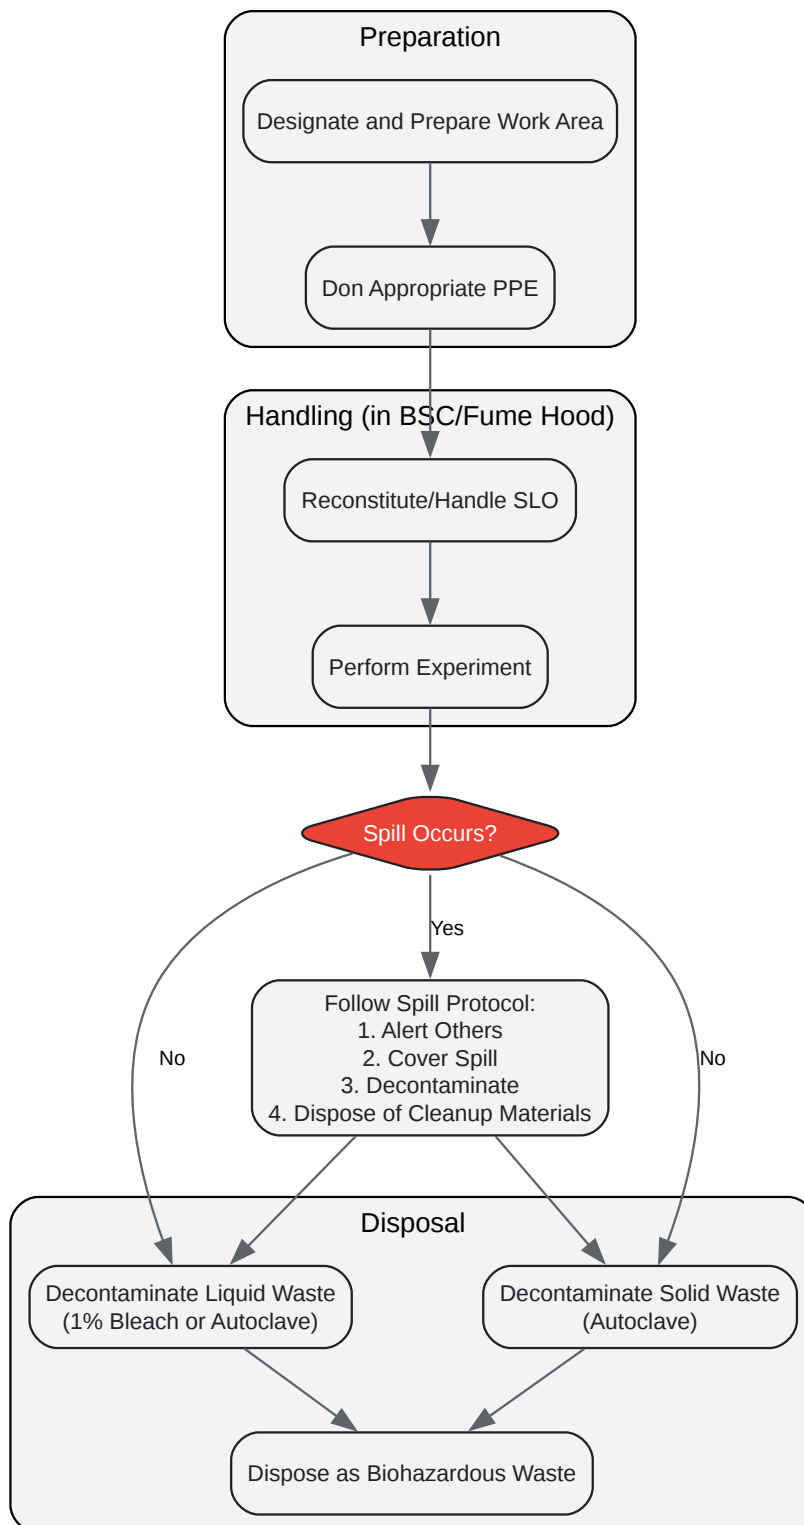 Preparation
Designate and Prepare Work Area
Don Appropriate PPE
Handling (in BSC/Fume Hood)
Reconstitute/Handle SLO
Perform Experiment
Spill Occurs?
Yes
Follow Spill Protocol:
1. Alert Others
2. Cover Spill
3. Decontaminate
4. Dispose of Cleanup Materials
No
No
Disposal
Decontaminate Liquid Waste
(1% Bleach or Autoclave)
Decontaminate Solid Waste
(Autoclave)
Dispose as Biohazardous Waste